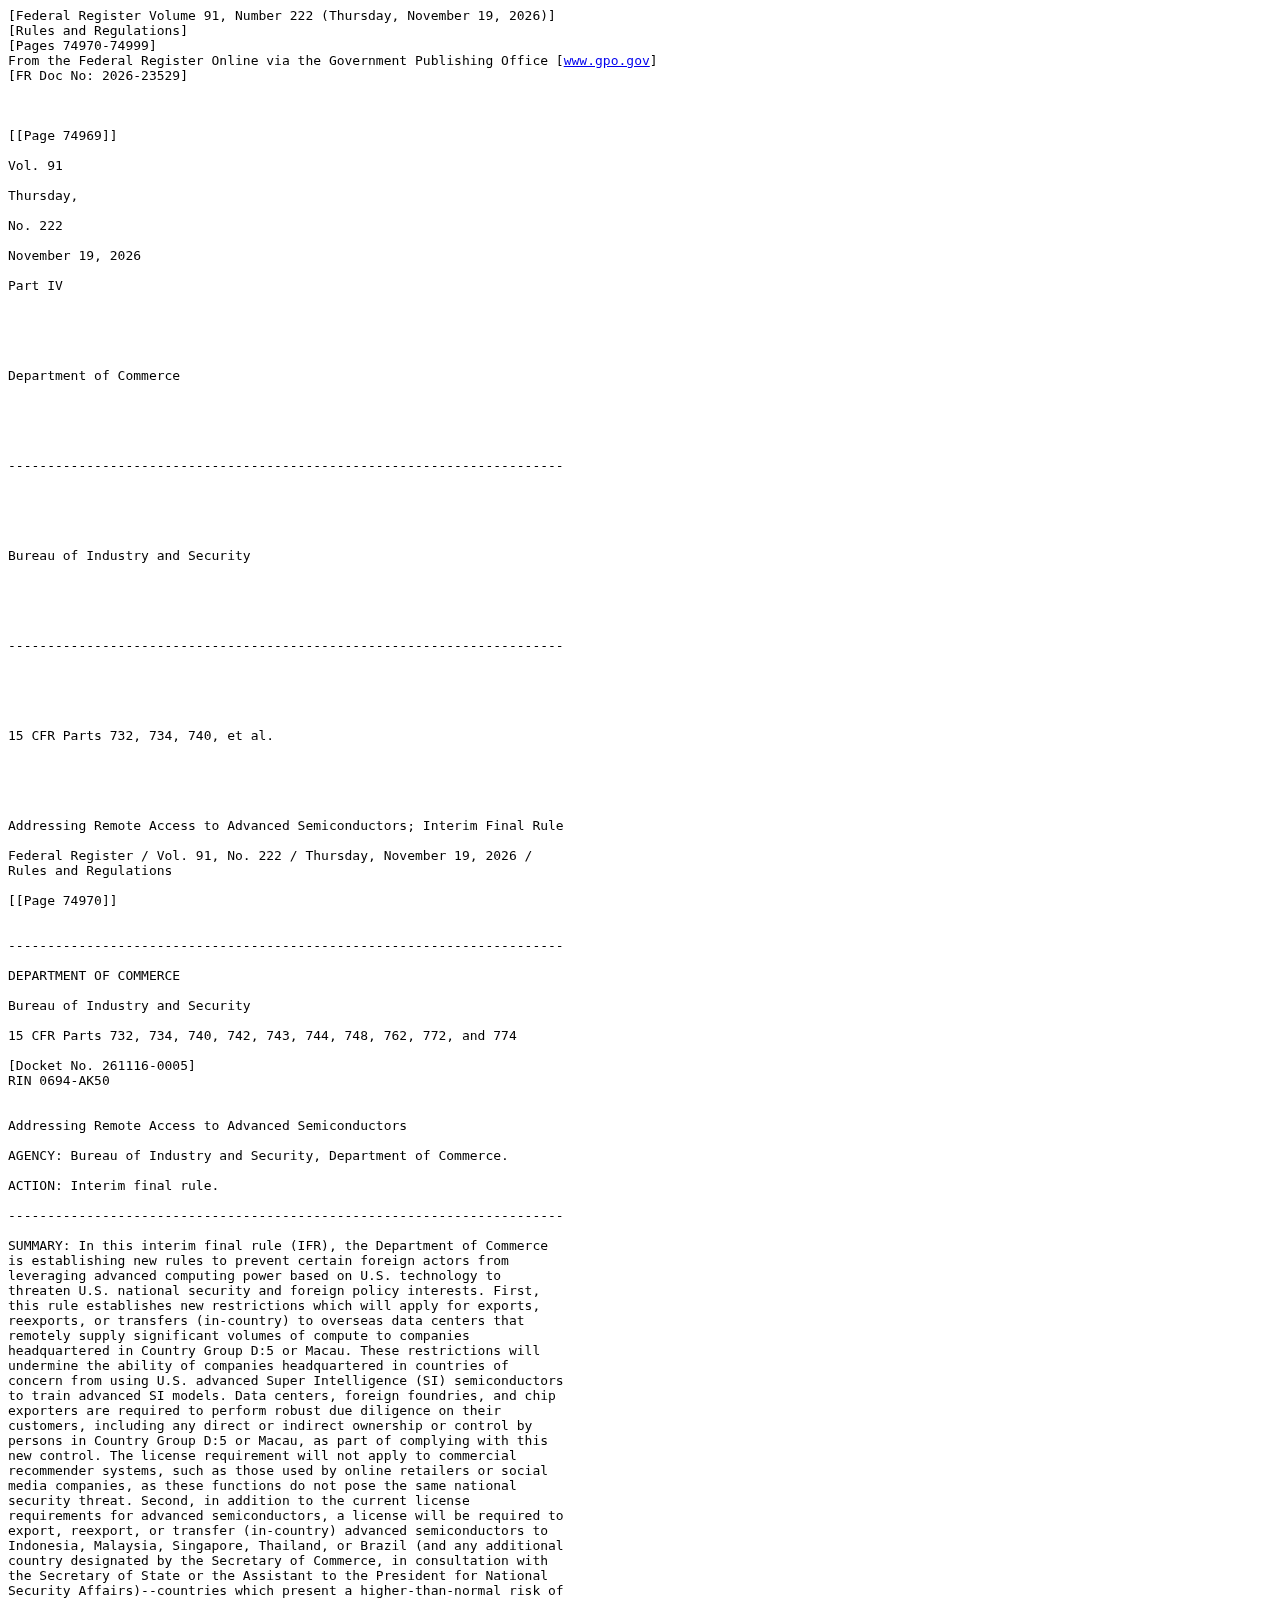 [Federal Register Volume 91, Number 222 (Thursday, November 19, 2026)]
[Rules and Regulations]
[Pages 74970-74999]
From the Federal Register Online via the Government Publishing Office [www.gpo.gov]
[FR Doc No: 2026-23529]
[[Page 74969]]
Vol. 91
Thursday,
No. 222
November 19, 2026
Part IV
Department of Commerce
-----------------------------------------------------------------------
Bureau of Industry and Security
-----------------------------------------------------------------------
15 CFR Parts 732, 734, 740, et al.
Addressing Remote Access to Advanced Semiconductors; Interim Final Rule
Federal Register / Vol. 91, No. 222 / Thursday, November 19, 2026 /
Rules and Regulations
[[Page 74970]]
-----------------------------------------------------------------------
DEPARTMENT OF COMMERCE
Bureau of Industry and Security
15 CFR Parts 732, 734, 740, 742, 743, 744, 748, 762, 772, and 774
[Docket No. 261116-0005]
RIN 0694-AK50
Addressing Remote Access to Advanced Semiconductors
AGENCY: Bureau of Industry and Security, Department of Commerce.
ACTION: Interim final rule.
-----------------------------------------------------------------------
SUMMARY: In this interim final rule (IFR), the Department of Commerce
is establishing new rules to prevent certain foreign actors from
leveraging advanced computing power based on U.S. technology to
threaten U.S. national security and foreign policy interests. First,
this rule establishes new restrictions which will apply for exports,
reexports, or transfers (in-country) to overseas data centers that
remotely supply significant volumes of compute to companies
headquartered in Country Group D:5 or Macau. These restrictions will
undermine the ability of companies headquartered in countries of
concern from using U.S. advanced Super Intelligence (SI) semiconductors
to train advanced SI models. Data centers, foreign foundries, and chip
exporters are required to perform robust due diligence on their
customers, including any direct or indirect ownership or control by
persons in Country Group D:5 or Macau, as part of complying with this
new control. The license requirement will not apply to commercial
recommender systems, such as those used by online retailers or social
media companies, as these functions do not pose the same national
security threat. Second, in addition to the current license
requirements for advanced semiconductors, a license will be required to
export, reexport, or transfer (in-country) advanced semiconductors to
Indonesia, Malaysia, Singapore, Thailand, or Brazil (and any additional
country designated by the Secretary of Commerce, in consultation with
the Secretary of State or the Assistant to the President for National
Security Affairs)--countries which present a higher-than-normal risk of